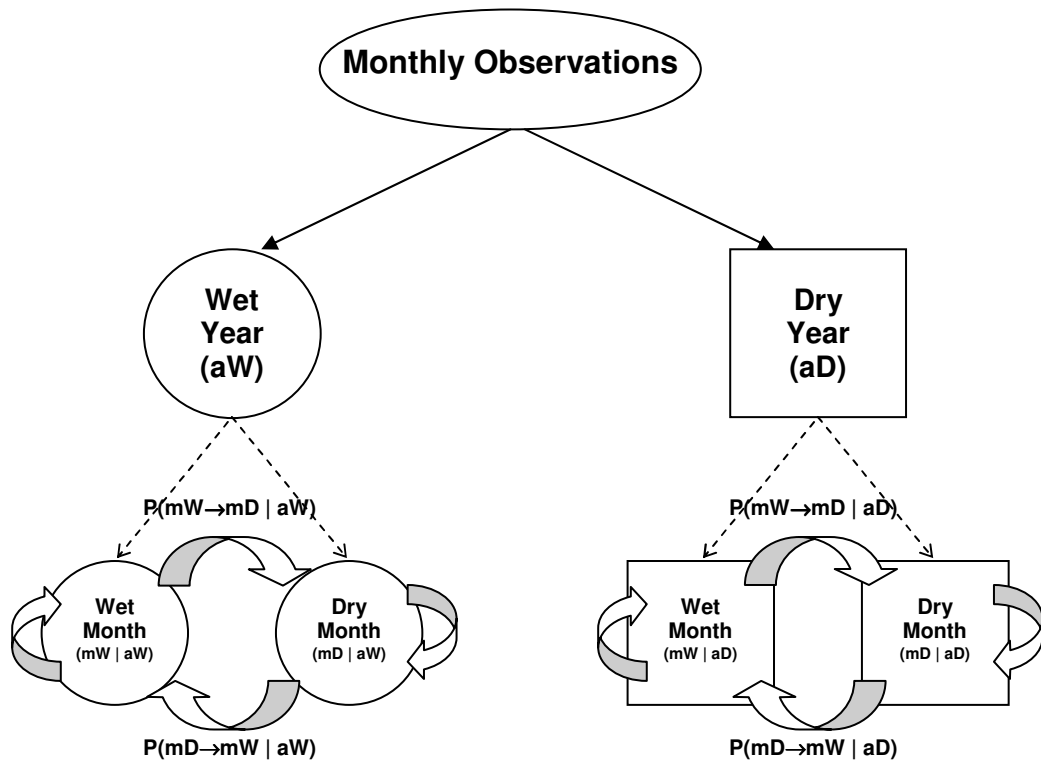 Monthly Observations
Wet
Year
(aW)
Dry
Year
(aD)
P(mW→mD | aW)
P(mW→mD | aD)
Wet
Month
(mW | aW)
Dry
Month
(mD | aW)
Wet
Month
(mW | aD)
Dry
Month
(mD | aD)
P(mD→mW | aW)
P(mD→mW | aD)